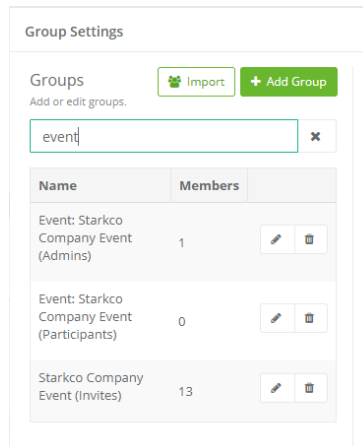 Group Settings
Groups
Import
Add Group
Add or edit groups.
event
Name Members
Event: Starkco
Company Event
(Admins)
1
Event: Starkco
Company Event
(Participants)
0
Starkco Company
Event (Invites)
13